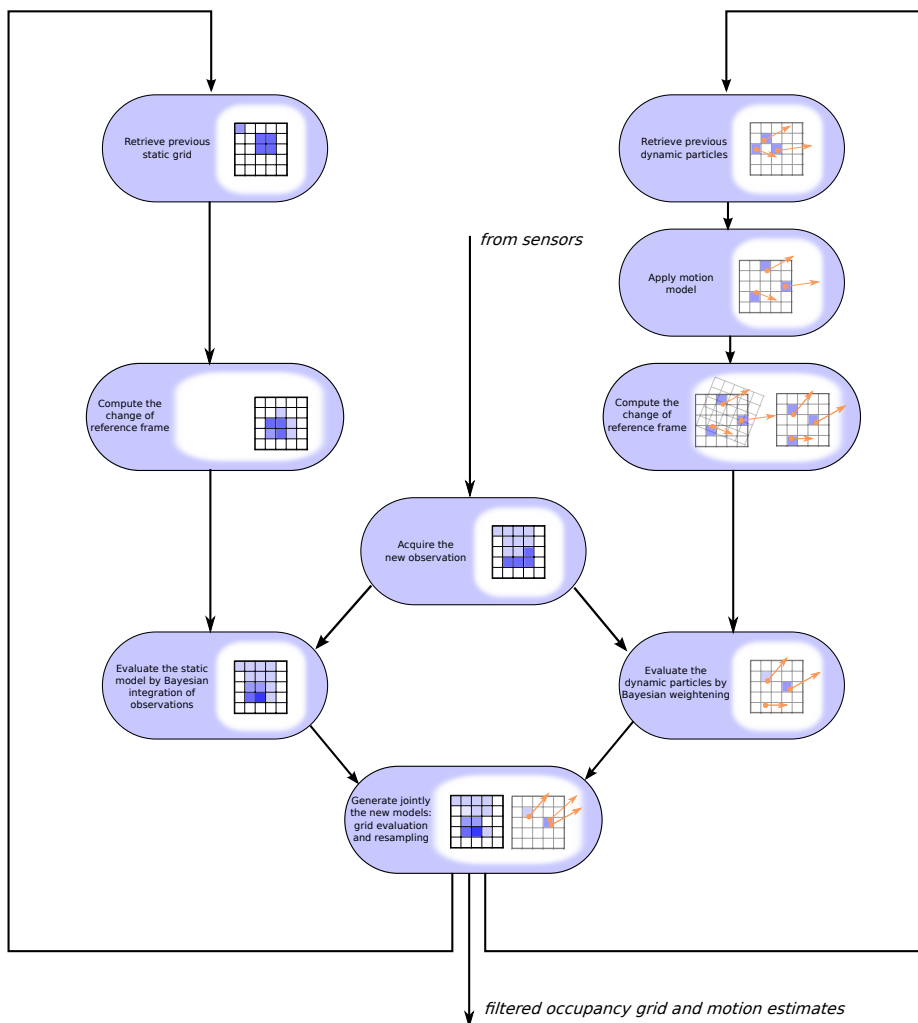 Retrieve previous
static grid
Retrieve previous
dynamic particles
from sensors
Apply motion
model
Compute the
change of
reference frame
Compute the
change of
reference frame
Acquire the
new observation
Evaluate the static
model by Bayesian
integration of
observations
Evaluate the
dynamic particles by
Bayesian weightening
Generate jointly
the new models:
grid evaluation
and resampling
filtered occupancy grid and motion estimates